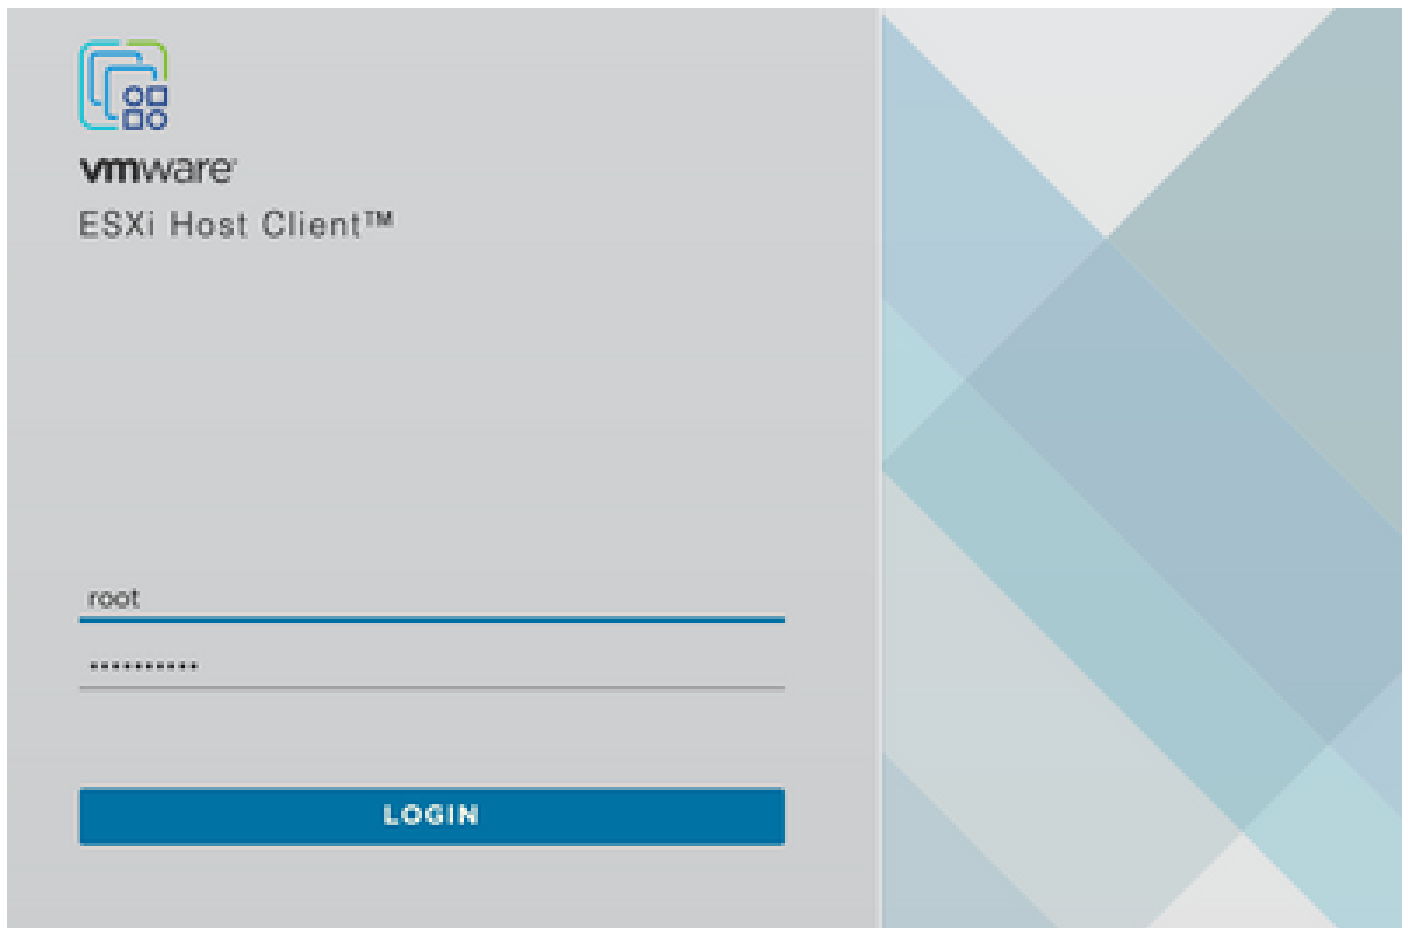 vmware®
ESXi Host Client™
root
••••••••••
LOGIN